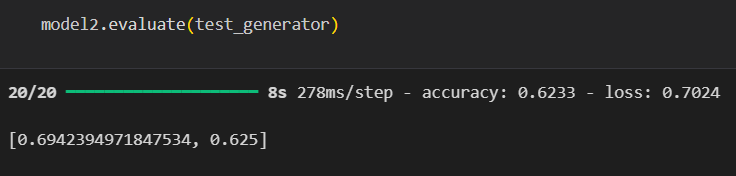 model2.evaluate(test_generator)
20/20 ━━━━━━━━━━━━━━━━━━━━ 8s 278ms/step - accuracy: 0.6233 - loss: 0.7024
[0.6942394971847534, 0.625]